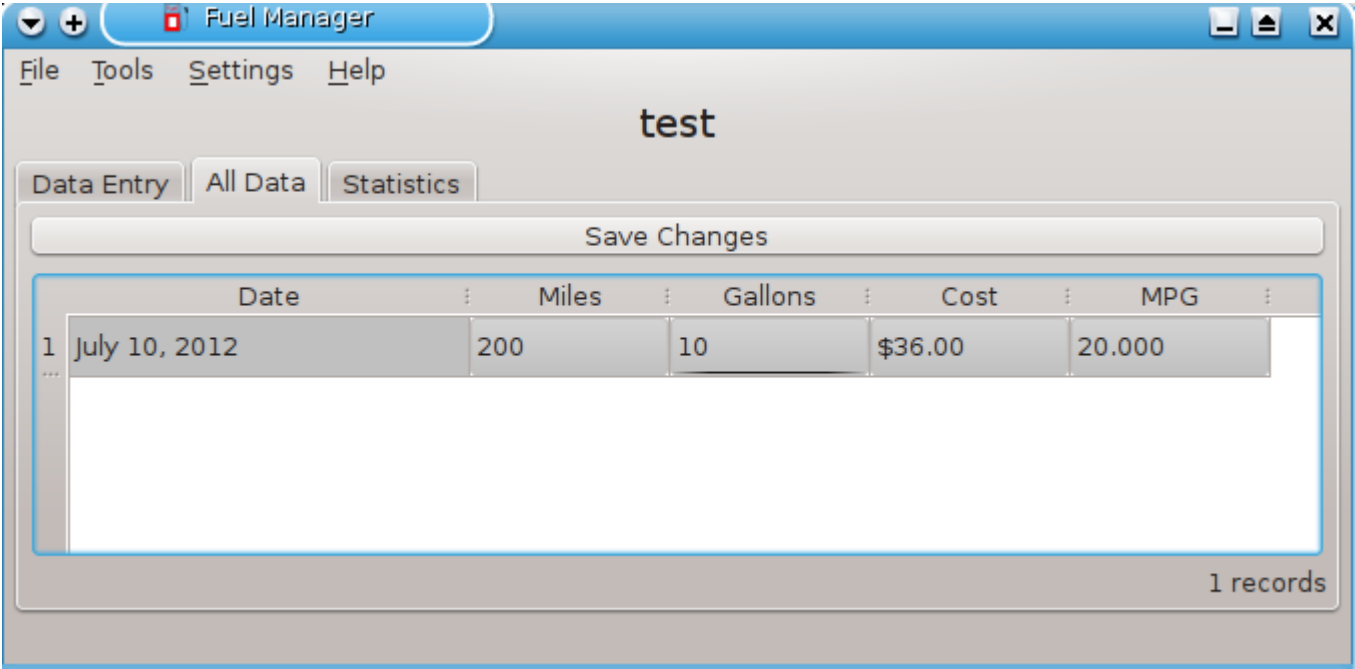 Fuel Manager
File Tools Settings Help
test
Data Entry All Data Statistics
Save Changes
Date Miles Gallons Cost MPG
1 July 10, 2012 200 10 $36.00 20.000
1 records